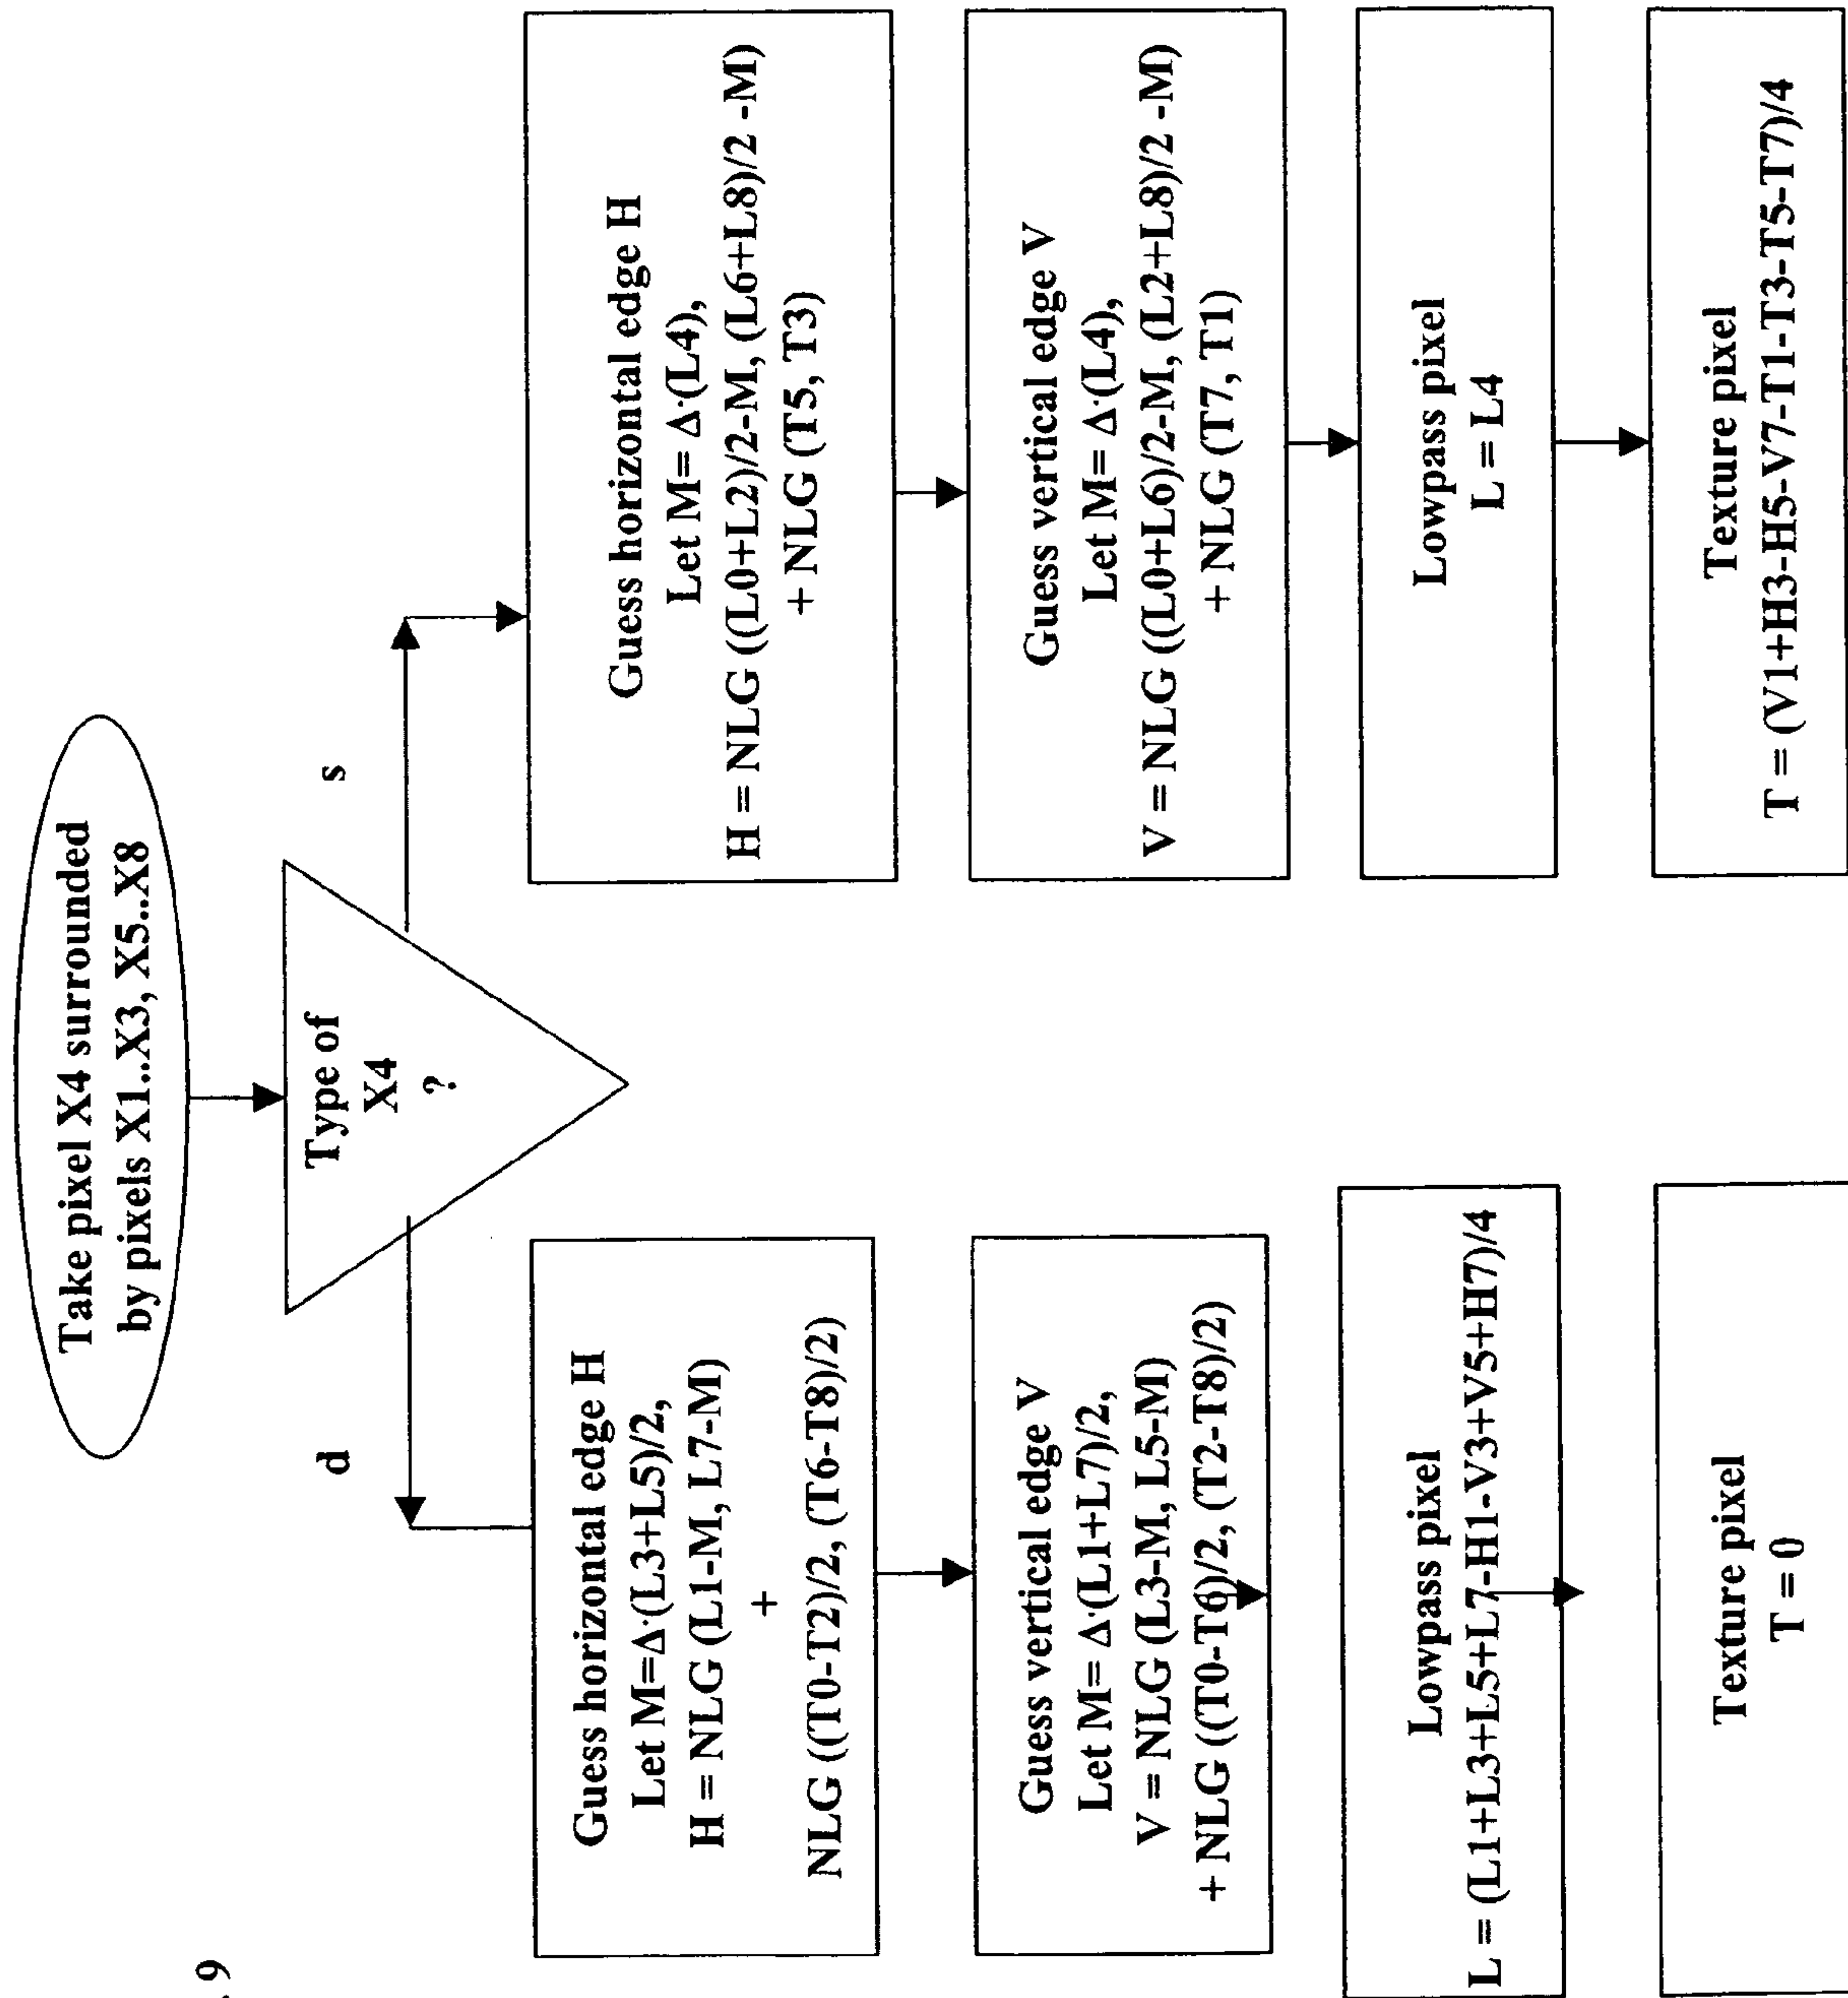 . 9
Take pixel X4 surrounded
by pixels X1..X3, X5..X8
Type of
X4
?
d
s
Guess horizontal edge H
Let M=Δ·(L3+L5)/2,
H = NLG (L1-M, L7-M)
+
NLG ((T0-T2)/2, (T6-T8)/2)
Guess vertical edge V
Let M= Δ·(L1+L7)/2,
V = NLG (L3-M, L5-M)
+ NLG ((T0-T6)/2, (T2-T8)/2)
Lowpass pixel
L = (L1+L3+L5+L7-H1-V3+V5+H7)/4
Texture pixel
T = 0
Guess horizontal edge H
Let M= Δ·(L4),
H = NLG ((L0+L2)/2-M, (L6+L8)/2 -M)
+ NLG (T5, T3)
Guess vertical edge V
Let M= Δ·(L4),
V = NLG ((L0+L6)/2-M, (L2+L8)/2 -M)
+ NLG (T7, T1)
Lowpass pixel
L = L4
Texture pixel
T = (V1+H3-H5-V7-T1-T3-T5-T7)/4